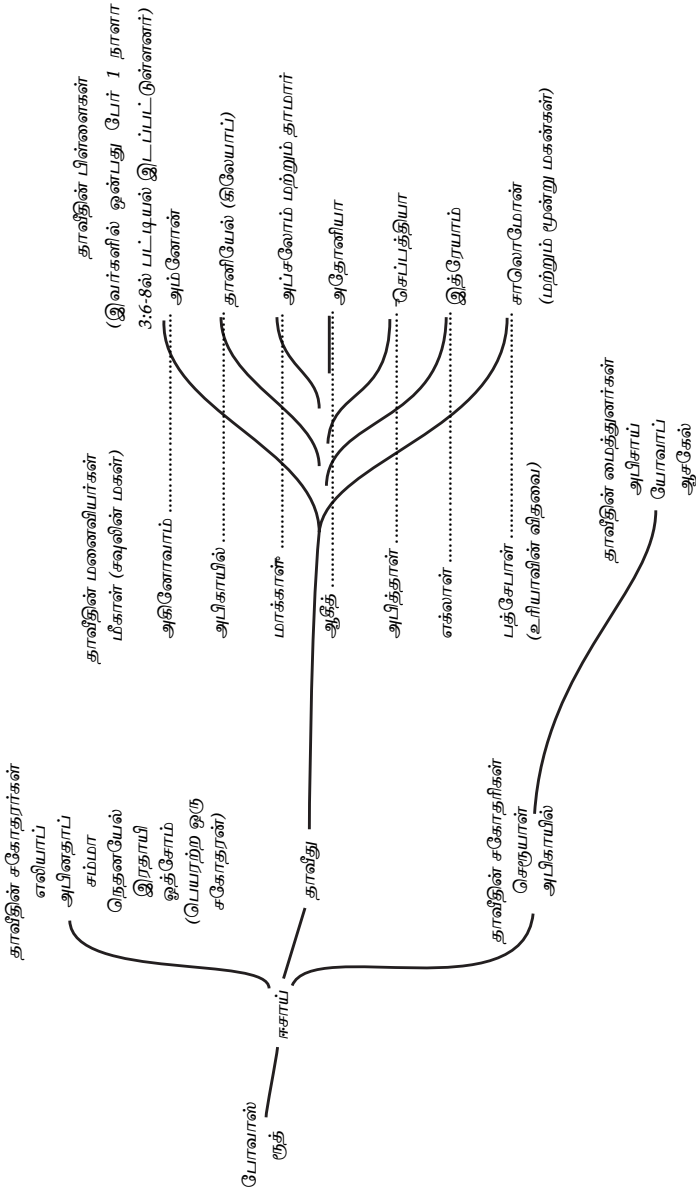 போவாஸ்
ரூத்
ஈசாய்
தாவீதின் சகோதரர்கள்
எலியாப்
அபினதாப்
சம்மா
நெதனயேல்
இரதாயி
ஒத்சோம்
(பெயரற்ற ஒரு
சகோதரன்)
தாவீது
தாவீதின் சகோதரிகள்
செரூயாள்
அபிகாயில்
தாவீதின் மனைவியர்கள்
மீகாள் (சவுலின் மகள்)
அகினோவாம்
அபிகாயில்
மாக்காள்
ஆகீத்
அபித்தாள்
எக்லாள்
பத்சேபாள்
(உரியாவின் விதவை)
தாவீதின் பிள்ளைகள்
(இவர்களில் ஒன்பது பேர் 1 நாளா
3:6-8ல் பட்டியல் இடப்பட்டுள்ளனர்)
அம்னோன்
தானியேல் (கிலேயாப்)
அப்சலோம் மற்றும் தாமார்
அதோனியா
செப்பத்தியா
இத்ரேயாம்
சாலொமோன்
(மற்றும் மூன்று மகன்கள்)
தாவீதின் மைத்துனர்கள்
அபிசாய்
யோவாப்
ஆசகேல்